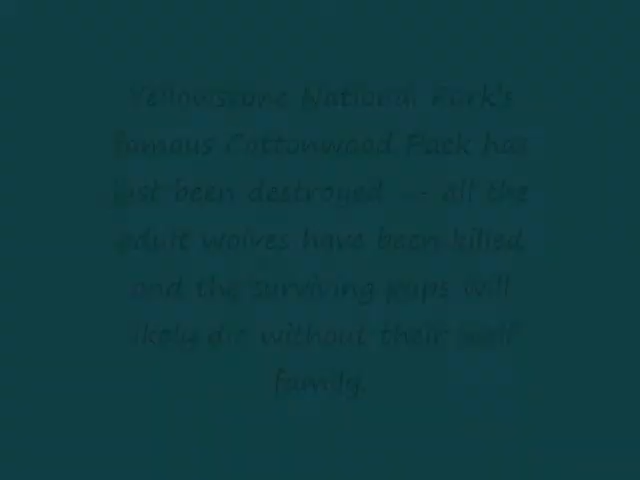 Yellowstone National Park's
famous Cottonwood Pack has
just been destroyed -- all the
adult wolves have been killed,
and the surviving pups will
likely die without their wolf
family.